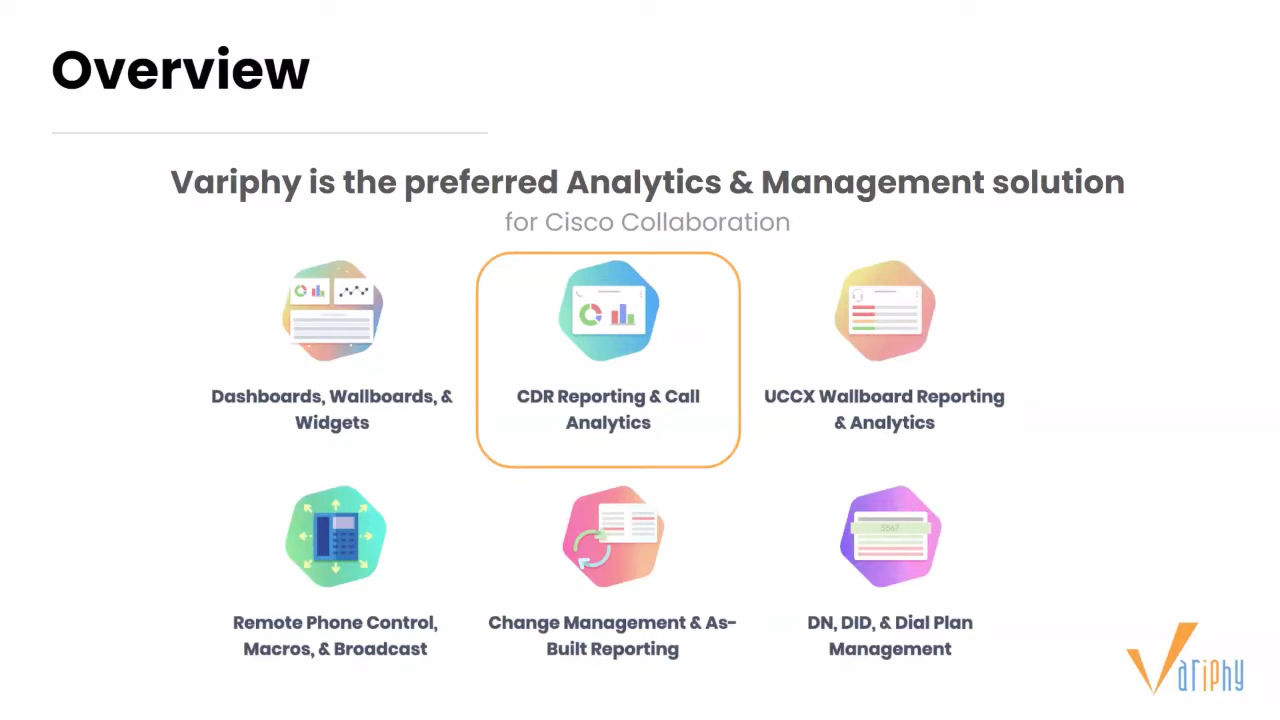 Overview
Variphy is the preferred Analytics & Management solution
for Cisco Collaboration
Dashboards, Wallboards, &
Widgets
CDR Reporting & Call
Analytics
UCCX Wallboard Reporting
& Analytics
5567
Remote Phone Control,
Macros, & Broadcast
Change Management & As-
Built Reporting
DN, DID, & Dial Plan
Management
Variphy